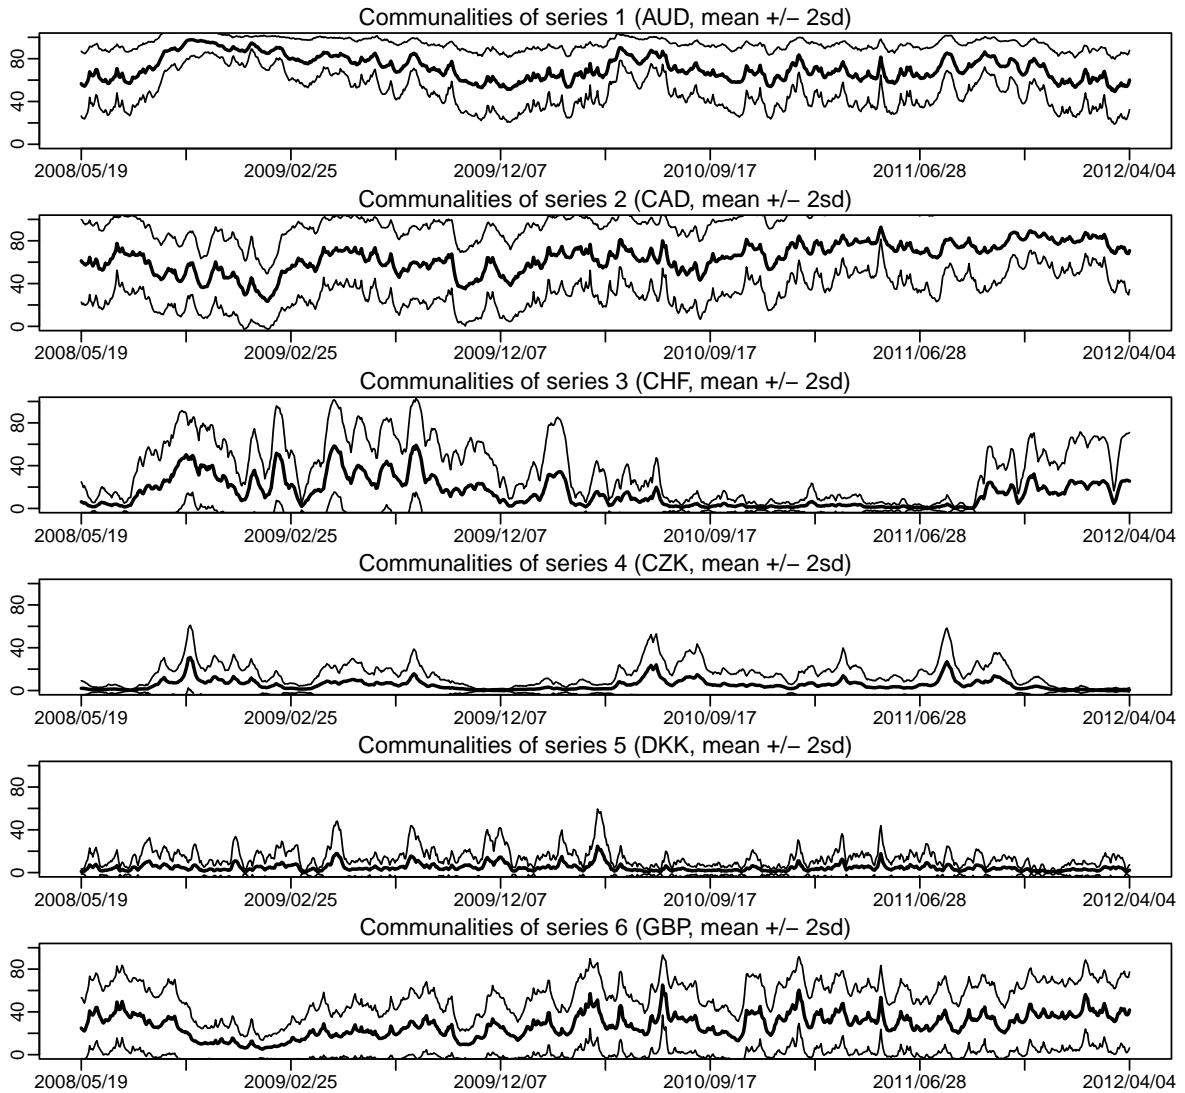 Communalities of series 1 (AUD, mean +/− 2sd)
0 40 80
2008/05/19 2009/02/25 2009/12/07 2010/09/17 2011/06/28 2012/04/04
Communalities of series 2 (CAD, mean +/− 2sd)
0 40 80
2008/05/19 2009/02/25 2009/12/07 2010/09/17 2011/06/28 2012/04/04
Communalities of series 3 (CHF, mean +/− 2sd)
0 40 80
2008/05/19 2009/02/25 2009/12/07 2010/09/17 2011/06/28 2012/04/04
Communalities of series 4 (CZK, mean +/− 2sd)
0 40 80
2008/05/19 2009/02/25 2009/12/07 2010/09/17 2011/06/28 2012/04/04
Communalities of series 5 (DKK, mean +/− 2sd)
0 40 80
2008/05/19 2009/02/25 2009/12/07 2010/09/17 2011/06/28 2012/04/04
Communalities of series 6 (GBP, mean +/− 2sd)
0 40 80
2008/05/19 2009/02/25 2009/12/07 2010/09/17 2011/06/28 2012/04/04